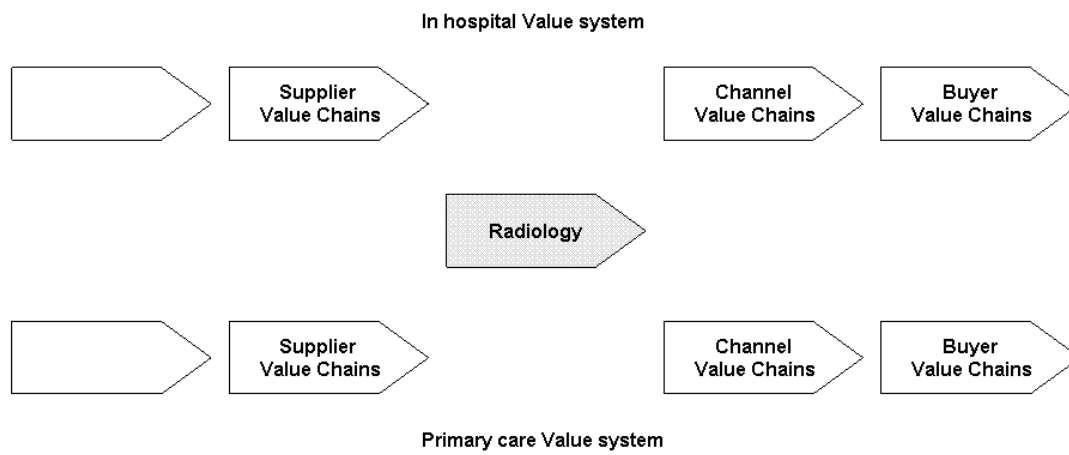 In hospital Value system
Supplier
Value Chains
Channel
Value Chains
Buyer
Value Chains
Radiology
Supplier
Value Chains
Channel
Value Chains
Buyer
Value Chains
Primary care Value system